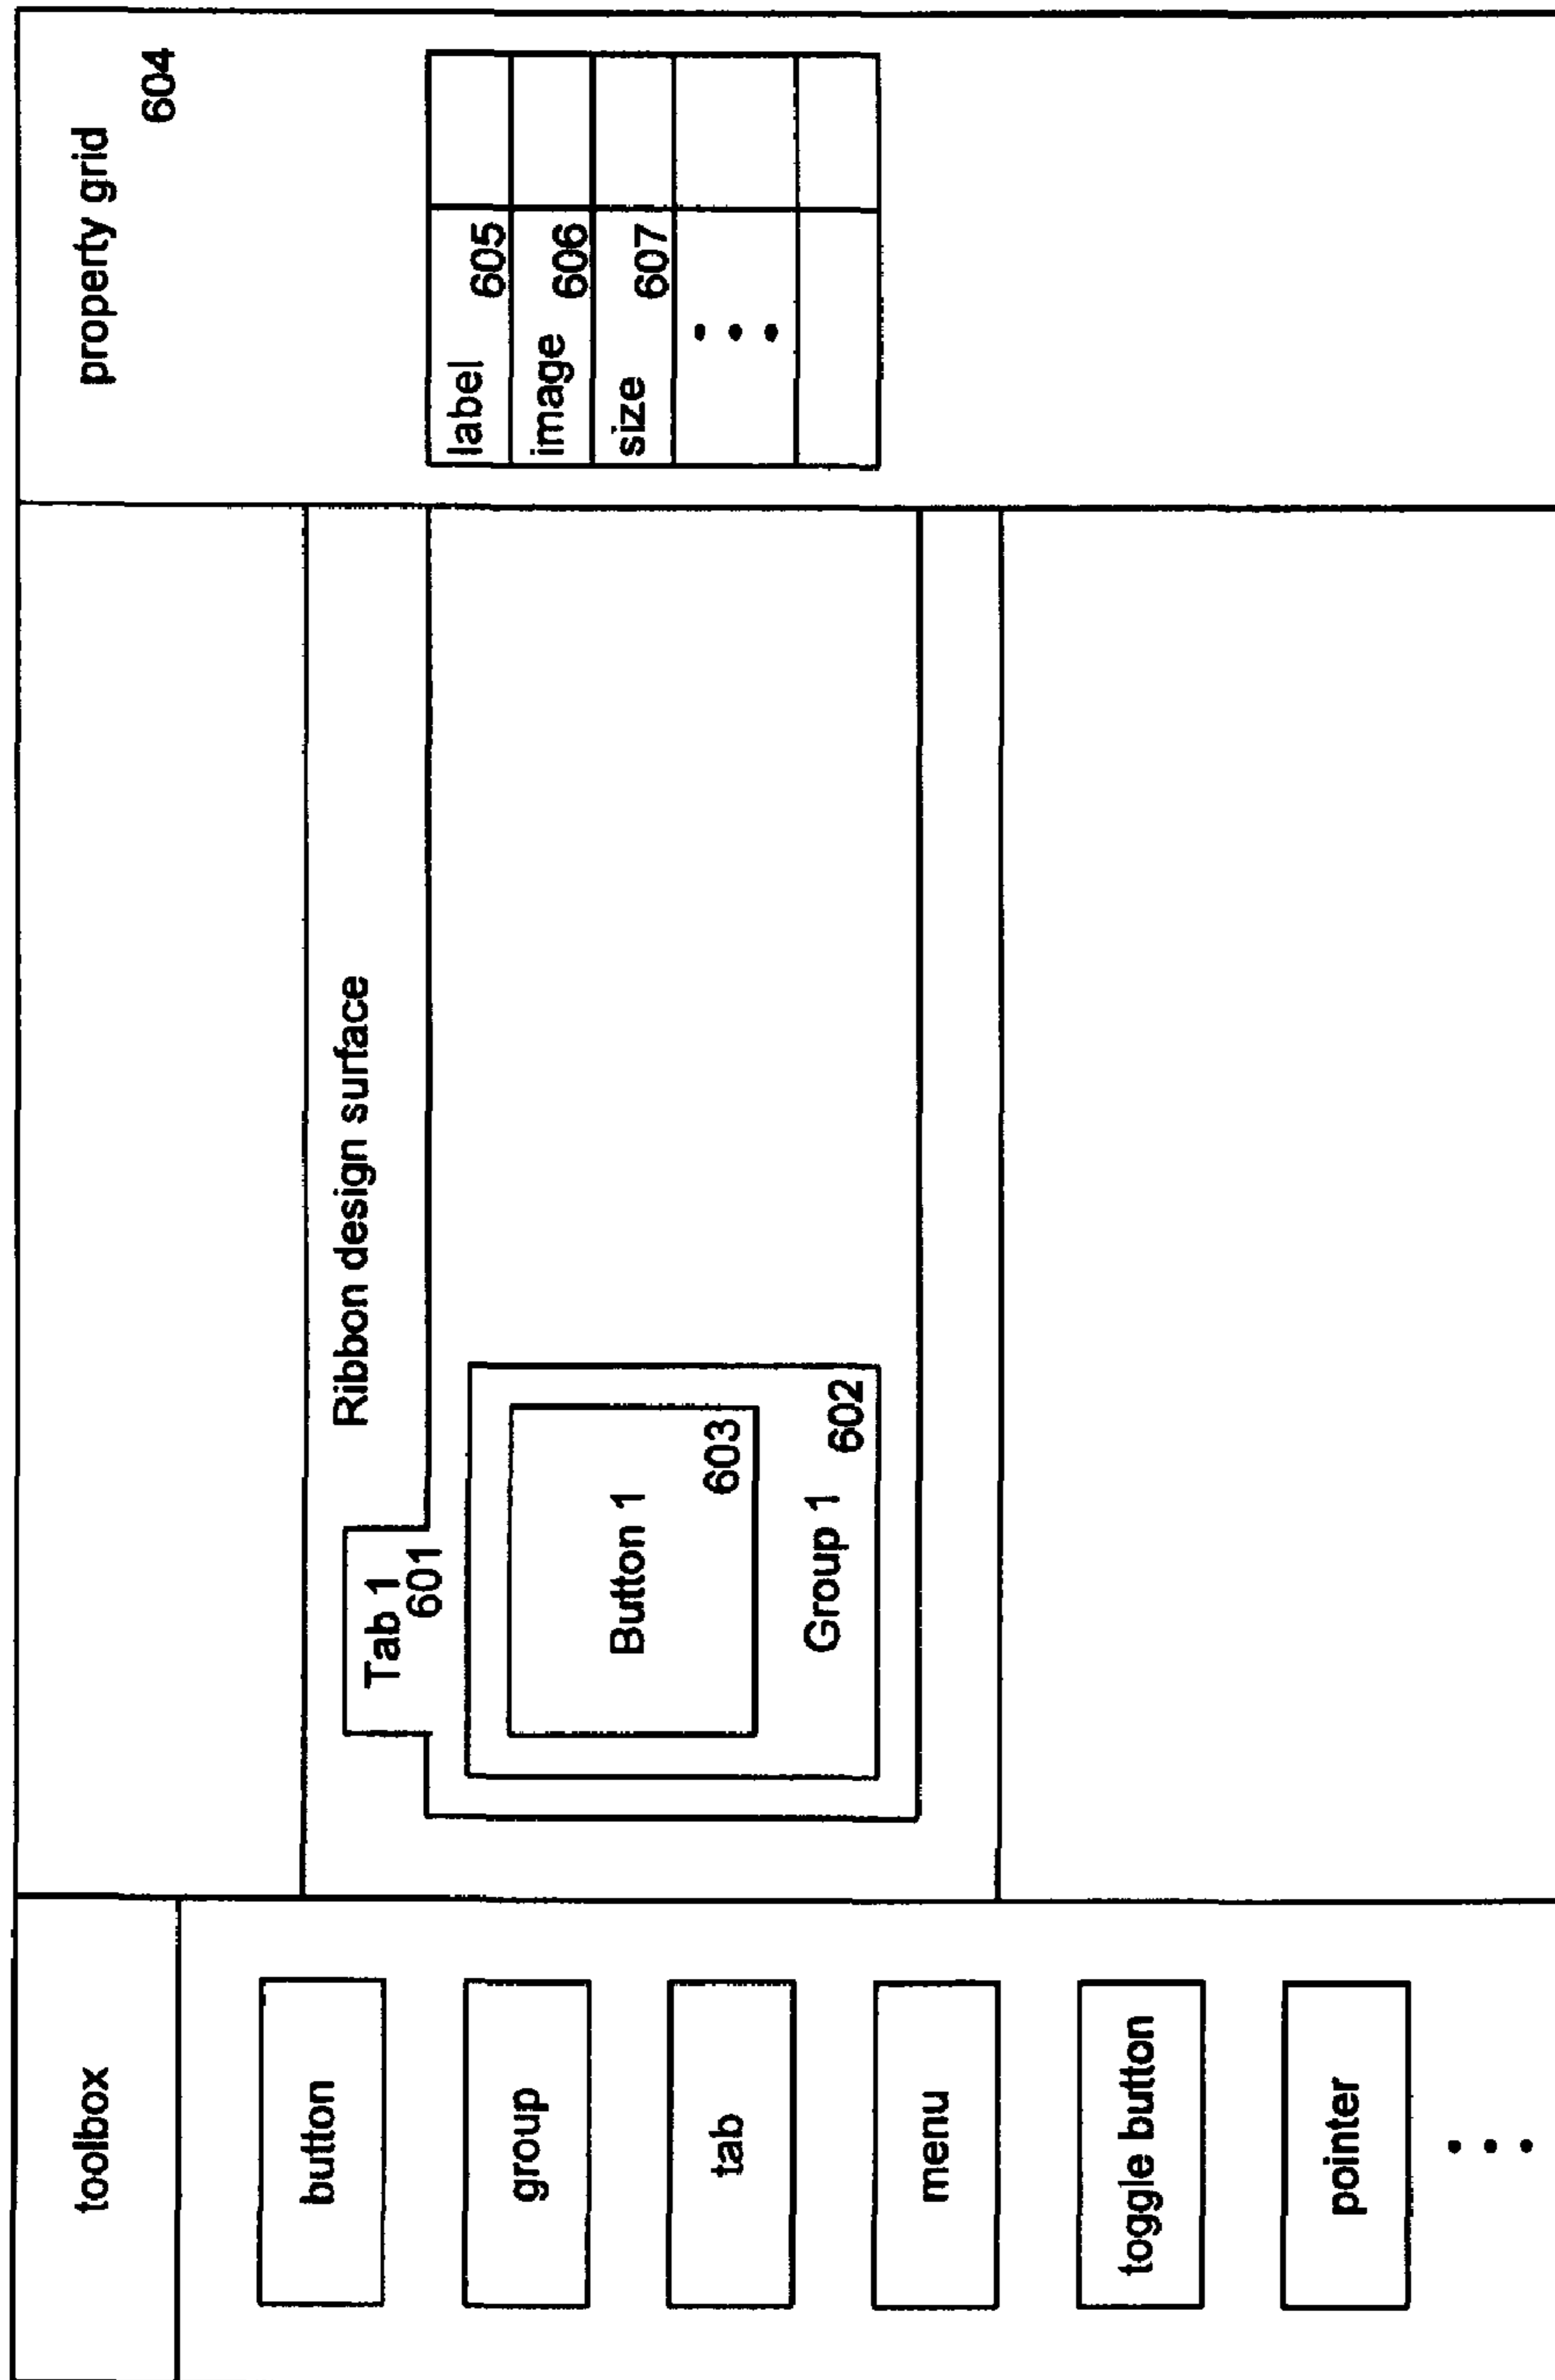 toolbox
button
group
tab
menu
toggle button
pointer
Ribbon design surface
Tab 1
601
Button 1
603
Group 1
602
property grid
604
label 605
image 606
size 607